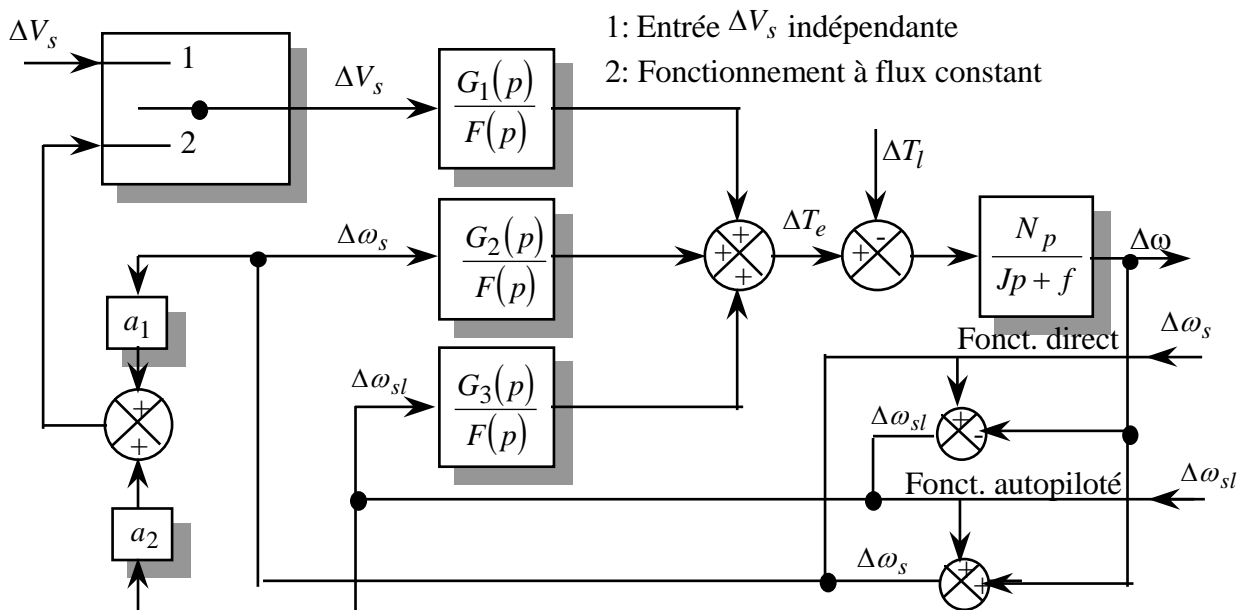 1: Entrée ΔV_s indépendante
2: Fonctionnement à flux constant
ΔV_s
1
2
ΔV_s
G_1(p)
F(p)
ΔT_l
Δω_s
G_2(p)
F(p)
+
+
+
ΔT_e
-
+
N_p
Jp + f
Δω
a_1
Fonct. direct
Δω_s
Δω_sl
G_3(p)
F(p)
+
+
Δω_sl
+
-
Fonct. autopiloté
Δω_sl
a_2
Δω_s
+
+